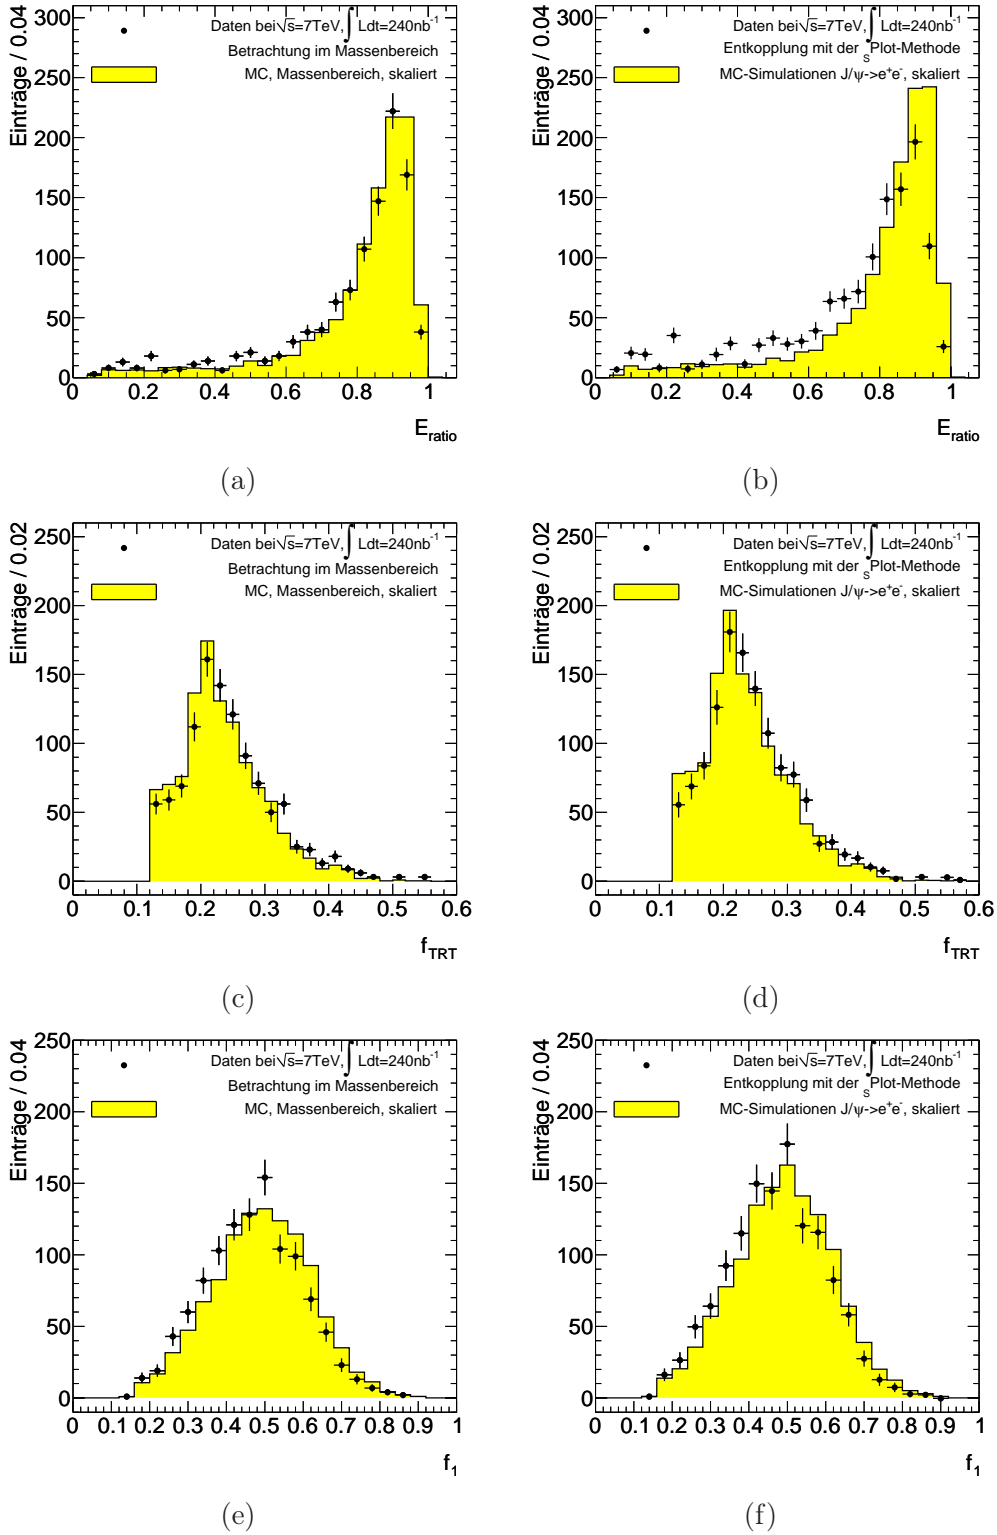 Einträge / 0.04
300
250
200
150
100
50
0
Daten bei√s=7TeV,∫ Ldt=240nb⁻¹
Betrachtung im Massenbereich
MC, Massenbereich, skaliert
0 0.2 0.4 0.6 0.8 1
E_ratio
(a)
Einträge / 0.04
300
250
200
150
100
50
0
Daten bei√s=7TeV,∫ Ldt=240nb⁻¹
Entkopplung mit der ₛPlot-Methode
MC-Simulationen J/ψ->e⁺e⁻, skaliert
0 0.2 0.4 0.6 0.8 1
E_ratio
(b)
Einträge / 0.02
250
200
150
100
50
0
Daten bei√s=7TeV,∫ Ldt=240nb⁻¹
Betrachtung im Massenbereich
MC, Massenbereich, skaliert
0 0.1 0.2 0.3 0.4 0.5 0.6
f_TRT
(c)
Einträge / 0.02
250
200
150
100
50
0
Daten bei√s=7TeV,∫ Ldt=240nb⁻¹
Entkopplung mit der ₛPlot-Methode
MC-Simulationen J/ψ->e⁺e⁻, skaliert
0 0.1 0.2 0.3 0.4 0.5 0.6
f_TRT
(d)
Einträge / 0.04
250
200
150
100
50
0
Daten bei√s=7TeV,∫ Ldt=240nb⁻¹
Betrachtung im Massenbereich
MC, Massenbereich, skaliert
0 0.1 0.2 0.3 0.4 0.5 0.6 0.7 0.8 0.9 1
f₁
(e)
Einträge / 0.04
250
200
150
100
50
0
Daten bei√s=7TeV,∫ Ldt=240nb⁻¹
Entkopplung mit der ₛPlot-Methode
MC-Simulationen J/ψ->e⁺e⁻, skaliert
0 0.1 0.2 0.3 0.4 0.5 0.6 0.7 0.8 0.9 1
f₁
(f)